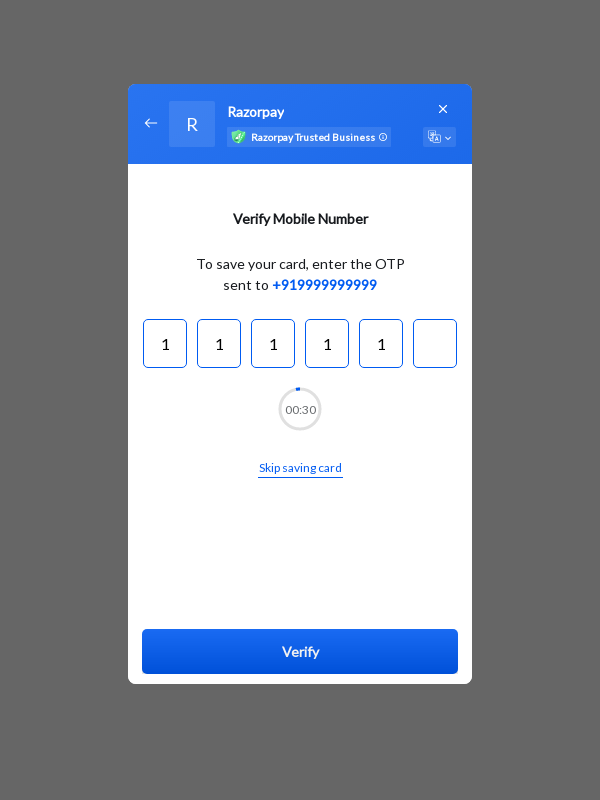 R
Razorpay
Razorpay Trusted Business
Verify Mobile Number
To save your card, enter the OTP
sent to +919999999999
1 1 1 1 1
00:30
Skip saving card
Verify